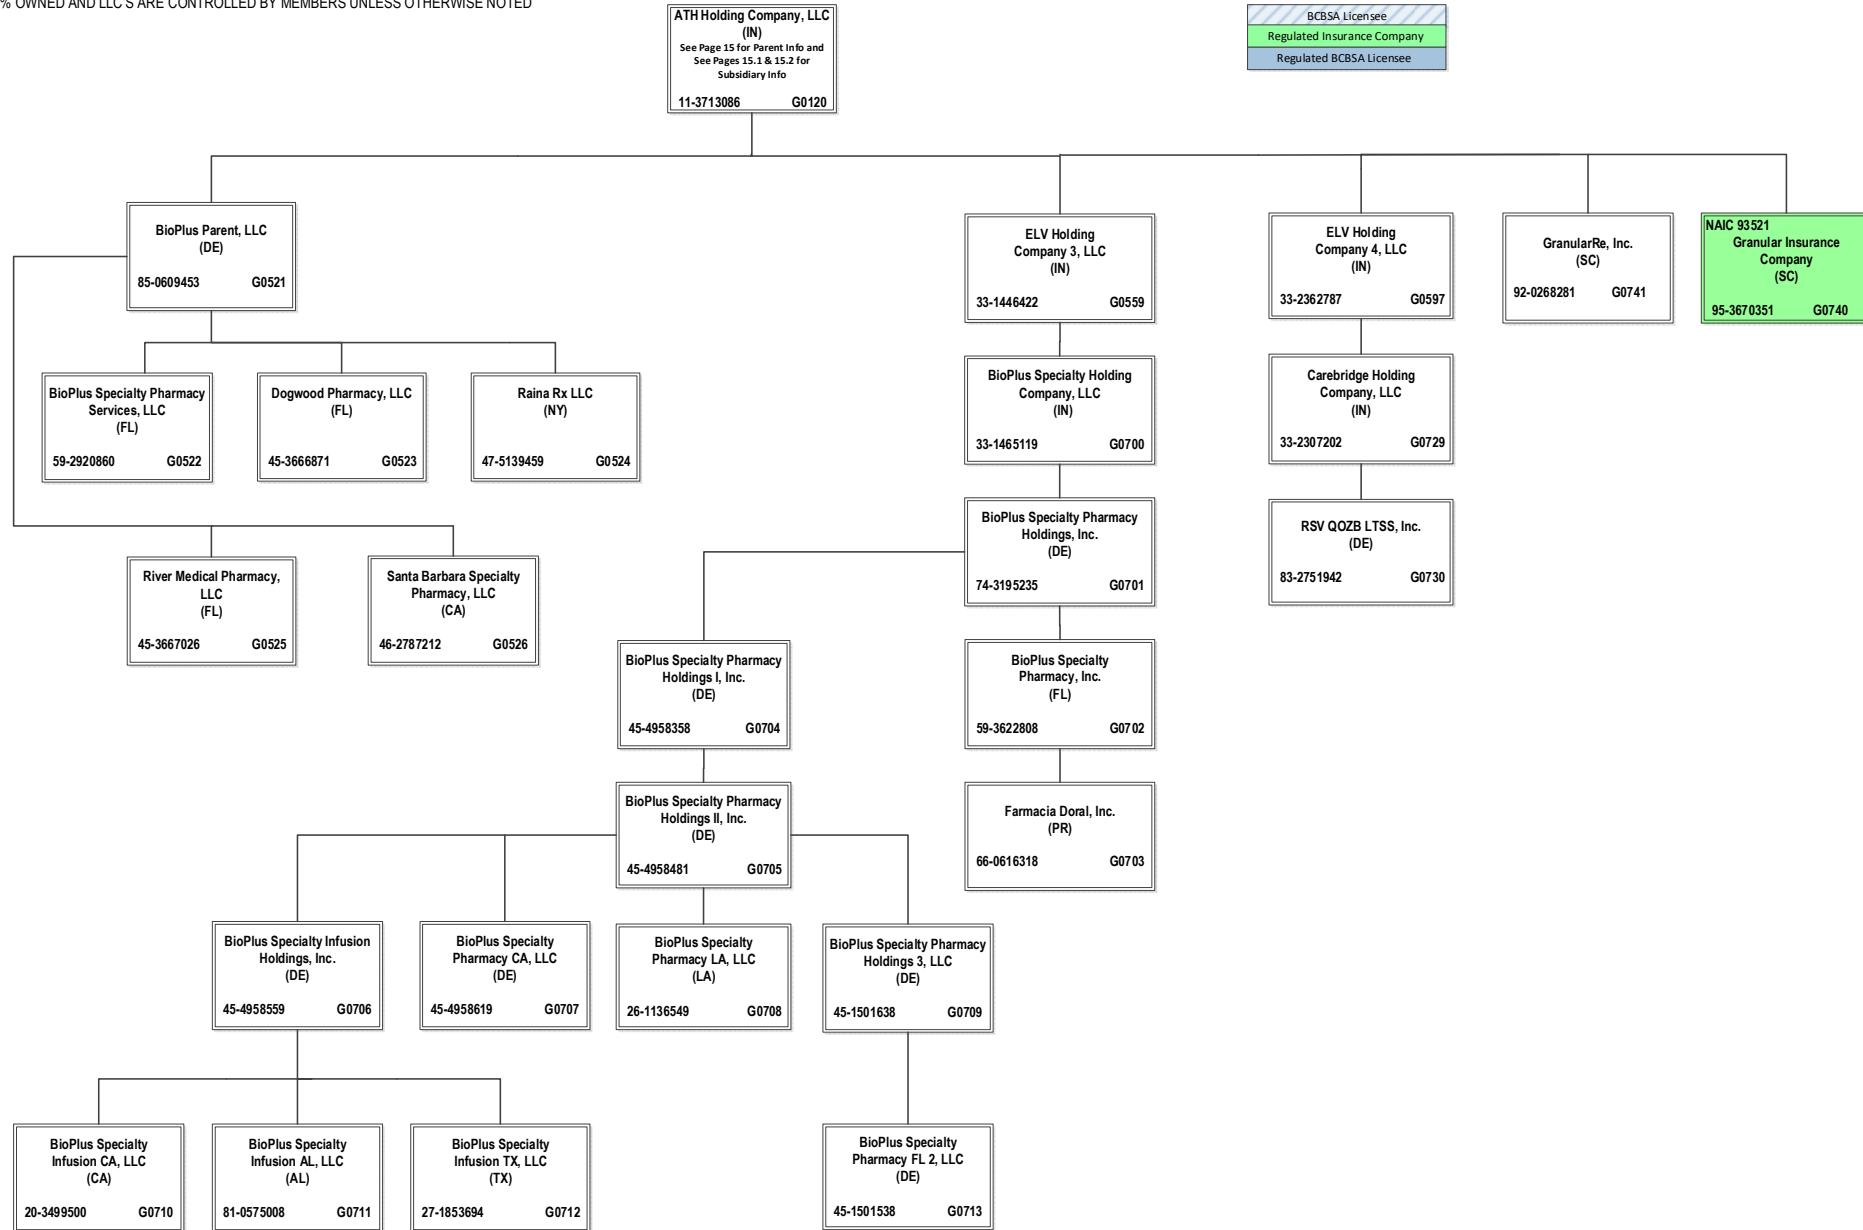 % OWNED AND LLC'S ARE CONTROLLED BY MEMBERS UNLESS OTHERWISE NOTED
ATH Holding Company, LLC
(IN)
See Page 15 for Parent Info and
See Pages 15.1 & 15.2 for
Subsidiary Info
11-3713086 G0120
BCBSA Licensee
Regulated Insurance Company
Regulated BCBSA Licensee
BioPlus Parent, LLC
(DE)
85-0609453 G0521
ELV Holding
Company 3, LLC
(IN)
33-1446422 G0559
ELV Holding
Company 4, LLC
(IN)
33-2362787 G0597
GranularRe, Inc.
(SC)
92-0268281 G0741
NAIC 93521
Granular Insurance
Company
(SC)
95-3670351 G0740
BioPlus Specialty Pharmacy
Services, LLC
(FL)
59-2920860 G0522
Dogwood Pharmacy, LLC
(FL)
45-3666871 G0523
Raina Rx LLC
(NY)
47-5139459 G0524
BioPlus Specialty Holding
Company, LLC
(IN)
33-1465119 G0700
Carebridge Holding
Company, LLC
(IN)
33-2307202 G0729
River Medical Pharmacy,
LLC
(FL)
45-3667026 G0525
Santa Barbara Specialty
Pharmacy, LLC
(CA)
46-2787212 G0526
BioPlus Specialty Pharmacy
Holdings, Inc.
(DE)
74-3195235 G0701
RSV QOZB LTSS, Inc.
(DE)
83-2751942 G0730
BioPlus Specialty Pharmacy
Holdings I, Inc.
(DE)
45-4958358 G0704
BioPlus Specialty
Pharmacy, Inc.
(FL)
59-3622808 G0702
BioPlus Specialty Pharmacy
Holdings II, Inc.
(DE)
45-4958481 G0705
Farmacia Doral, Inc.
(PR)
66-0616318 G0703
BioPlus Specialty Infusion
Holdings, Inc.
(DE)
45-4958559 G0706
BioPlus Specialty
Pharmacy CA, LLC
(DE)
45-4958619 G0707
BioPlus Specialty
Pharmacy LA, LLC
(LA)
26-1136549 G0708
BioPlus Specialty Pharmacy
Holdings 3, LLC
(DE)
45-1501638 G0709
BioPlus Specialty
Infusion CA, LLC
(CA)
20-3499500 G0710
BioPlus Specialty
Infusion AL, LLC
(AL)
81-0575008 G0711
BioPlus Specialty
Infusion TX, LLC
(TX)
27-1853694 G0712
BioPlus Specialty
Pharmacy FL 2, LLC
(DE)
45-1501538 G0713